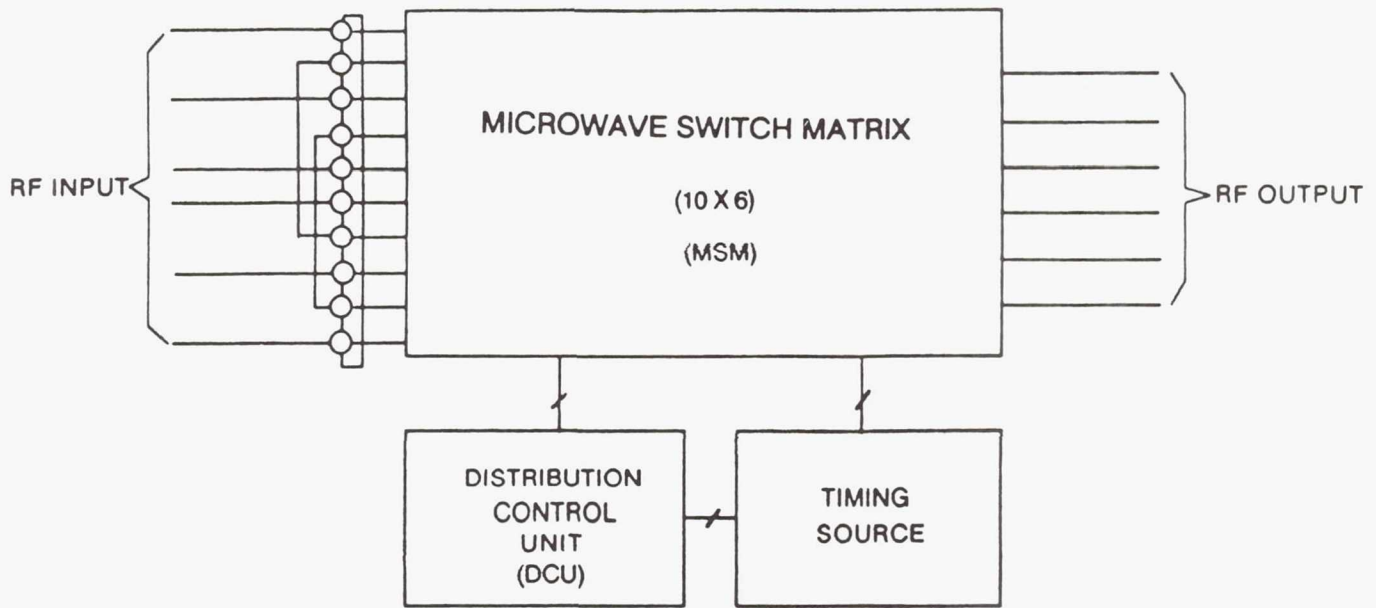 MICROWAVE SWITCH MATRIX
(10 X 6)
(MSM)
RF INPUT
RF OUTPUT
DISTRIBUTION
CONTROL
UNIT
(DCU)
TIMING
SOURCE